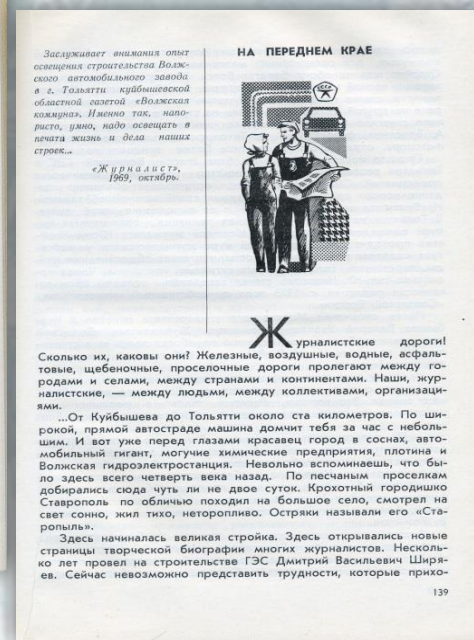 Заслуживает внимания опыт
освещения строительства Волж-
ского автомобильного завода
в г. Тольятти куйбышевской
областной газетой «Волжская
коммуна». Именно так, напо-
ристо, умно, надо освещать в
печати жизнь и дела наших
строек...
«Журналист»,
1969, октябрь.
НА ПЕРЕДНЕМ КРАЕ
Журналистские дороги!
Сколько их, каковы они? Железные, воздушные, водные, асфаль-
товые, щебеночные, проселочные дороги пролегают между го-
родами и селами, между странами и континентами. Наши, жур-
налистские, — между людьми, между коллективами, организаци-
ями.
...От Куйбышева до Тольятти около ста километров. По ши-
рокой, прямой автостраде машина домчит тебя за час с неболь-
шим. И вот уже перед глазами красавец город в соснах, авто-
мобильный гигант, могучие химические предприятия, плотина и
Волжская гидроэлектростанция. Невольно вспоминаешь, что бы-
ло здесь всего четверть века назад. По песчаным проселкам
добирались сюда чуть ли не двое суток. Крохотный городишко
Ставрополь по обличью походил на большое село, смотрел на
свет сонно, жил тихо, неторопливо. Остряки называли его «Ста-
ропыль».
Здесь начиналась великая стройка. Здесь открывались новые
страницы творческой биографии многих журналистов. Несколь-
ко лет провел на строительстве ГЭС Дмитрий Васильевич Ширя-
ев. Сейчас невозможно представить трудности, которые прихо-
139